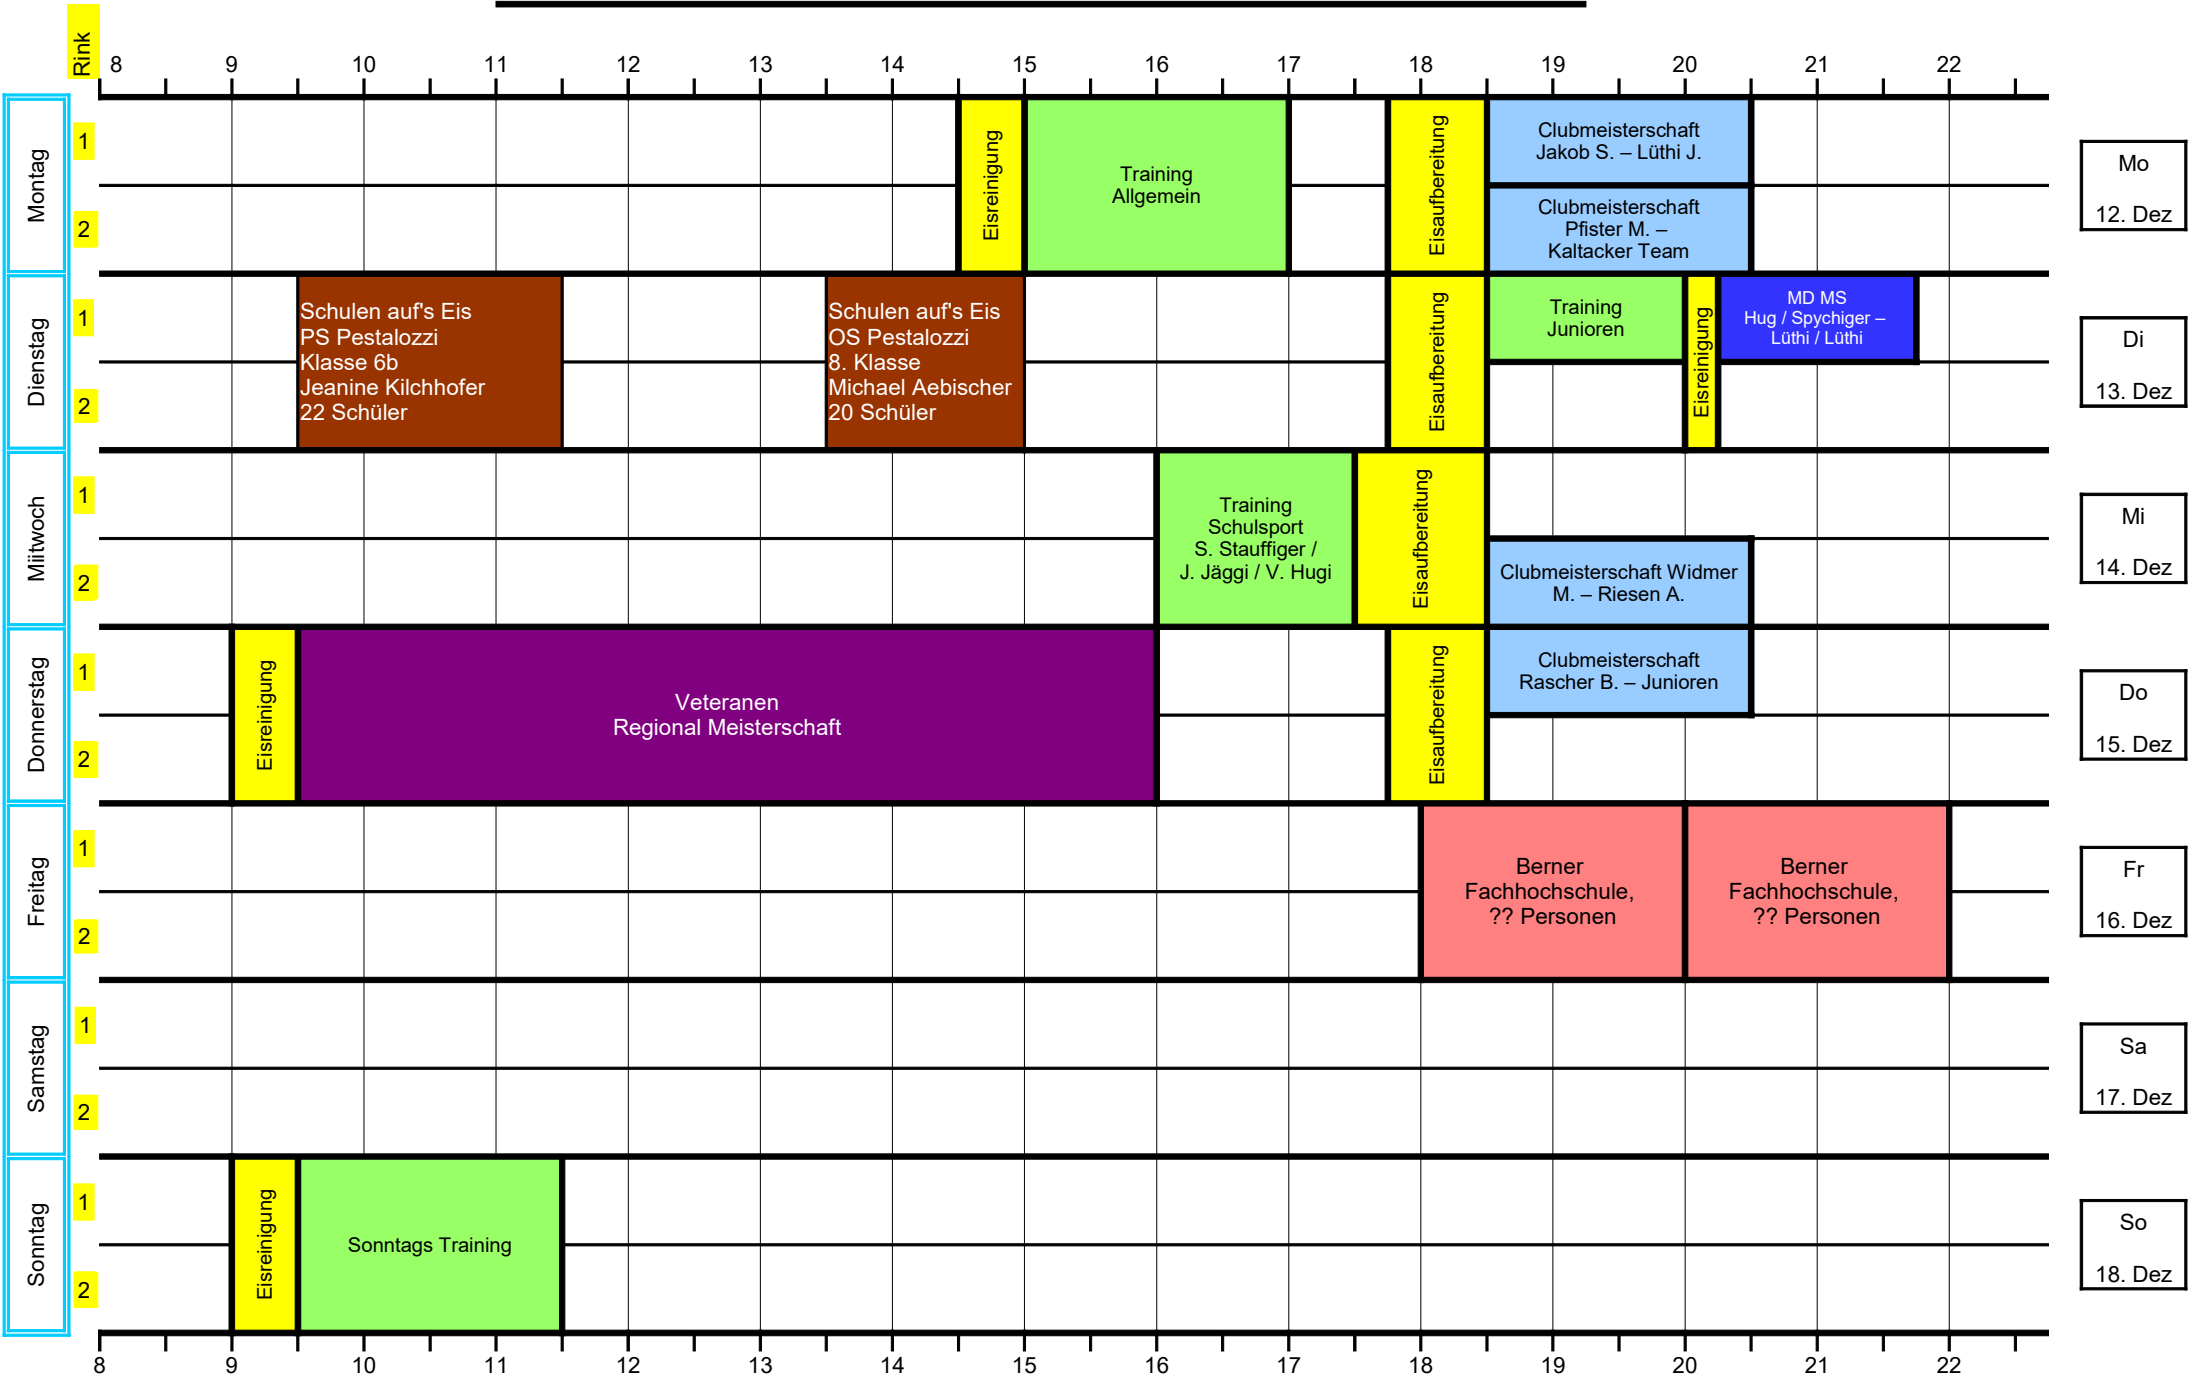 Rink
8 9 10 11 12 13 14 15 16 17 18 19 20 21 22
Montag
1
2
Eisreinigung
Training
Allgemein
Eisaufbereitung
Clubmeisterschaft
Jakob S. – Lüthi J.
Clubmeisterschaft
Pfister M. –
Kaltacker Team
Mo
12. Dez
Dienstag
1
2
Schulen auf's Eis
PS Pestalozzi
Klasse 6b
Jeanine Kilchhofer
22 Schüler
Schulen auf's Eis
OS Pestalozzi
8. Klasse
Michael Aebischer
20 Schüler
Eisaufbereitung
Training
Junioren
Eisreinigung
MD MS
Hug / Spychiger –
Lüthi / Lüthi
Di
13. Dez
Miitwoch
1
2
Training
Schulsport
S. Stauffiger /
J. Jäggi / V. Hugi
Eisaufbereitung
Clubmeisterschaft Widmer
M. – Riesen A.
Mi
14. Dez
Donnerstag
1
2
Eisreinigung
Veteranen
Regional Meisterschaft
Eisaufbereitung
Clubmeisterschaft
Rascher B. – Junioren
Do
15. Dez
Freitag
1
2
Berner
Fachhochschule,
?? Personen
Berner
Fachhochschule,
?? Personen
Fr
16. Dez
Samstag
1
2
Sa
17. Dez
Sonntag
1
2
Eisreinigung
Sonntags Training
So
18. Dez
8 9 10 11 12 13 14 15 16 17 18 19 20 21 22